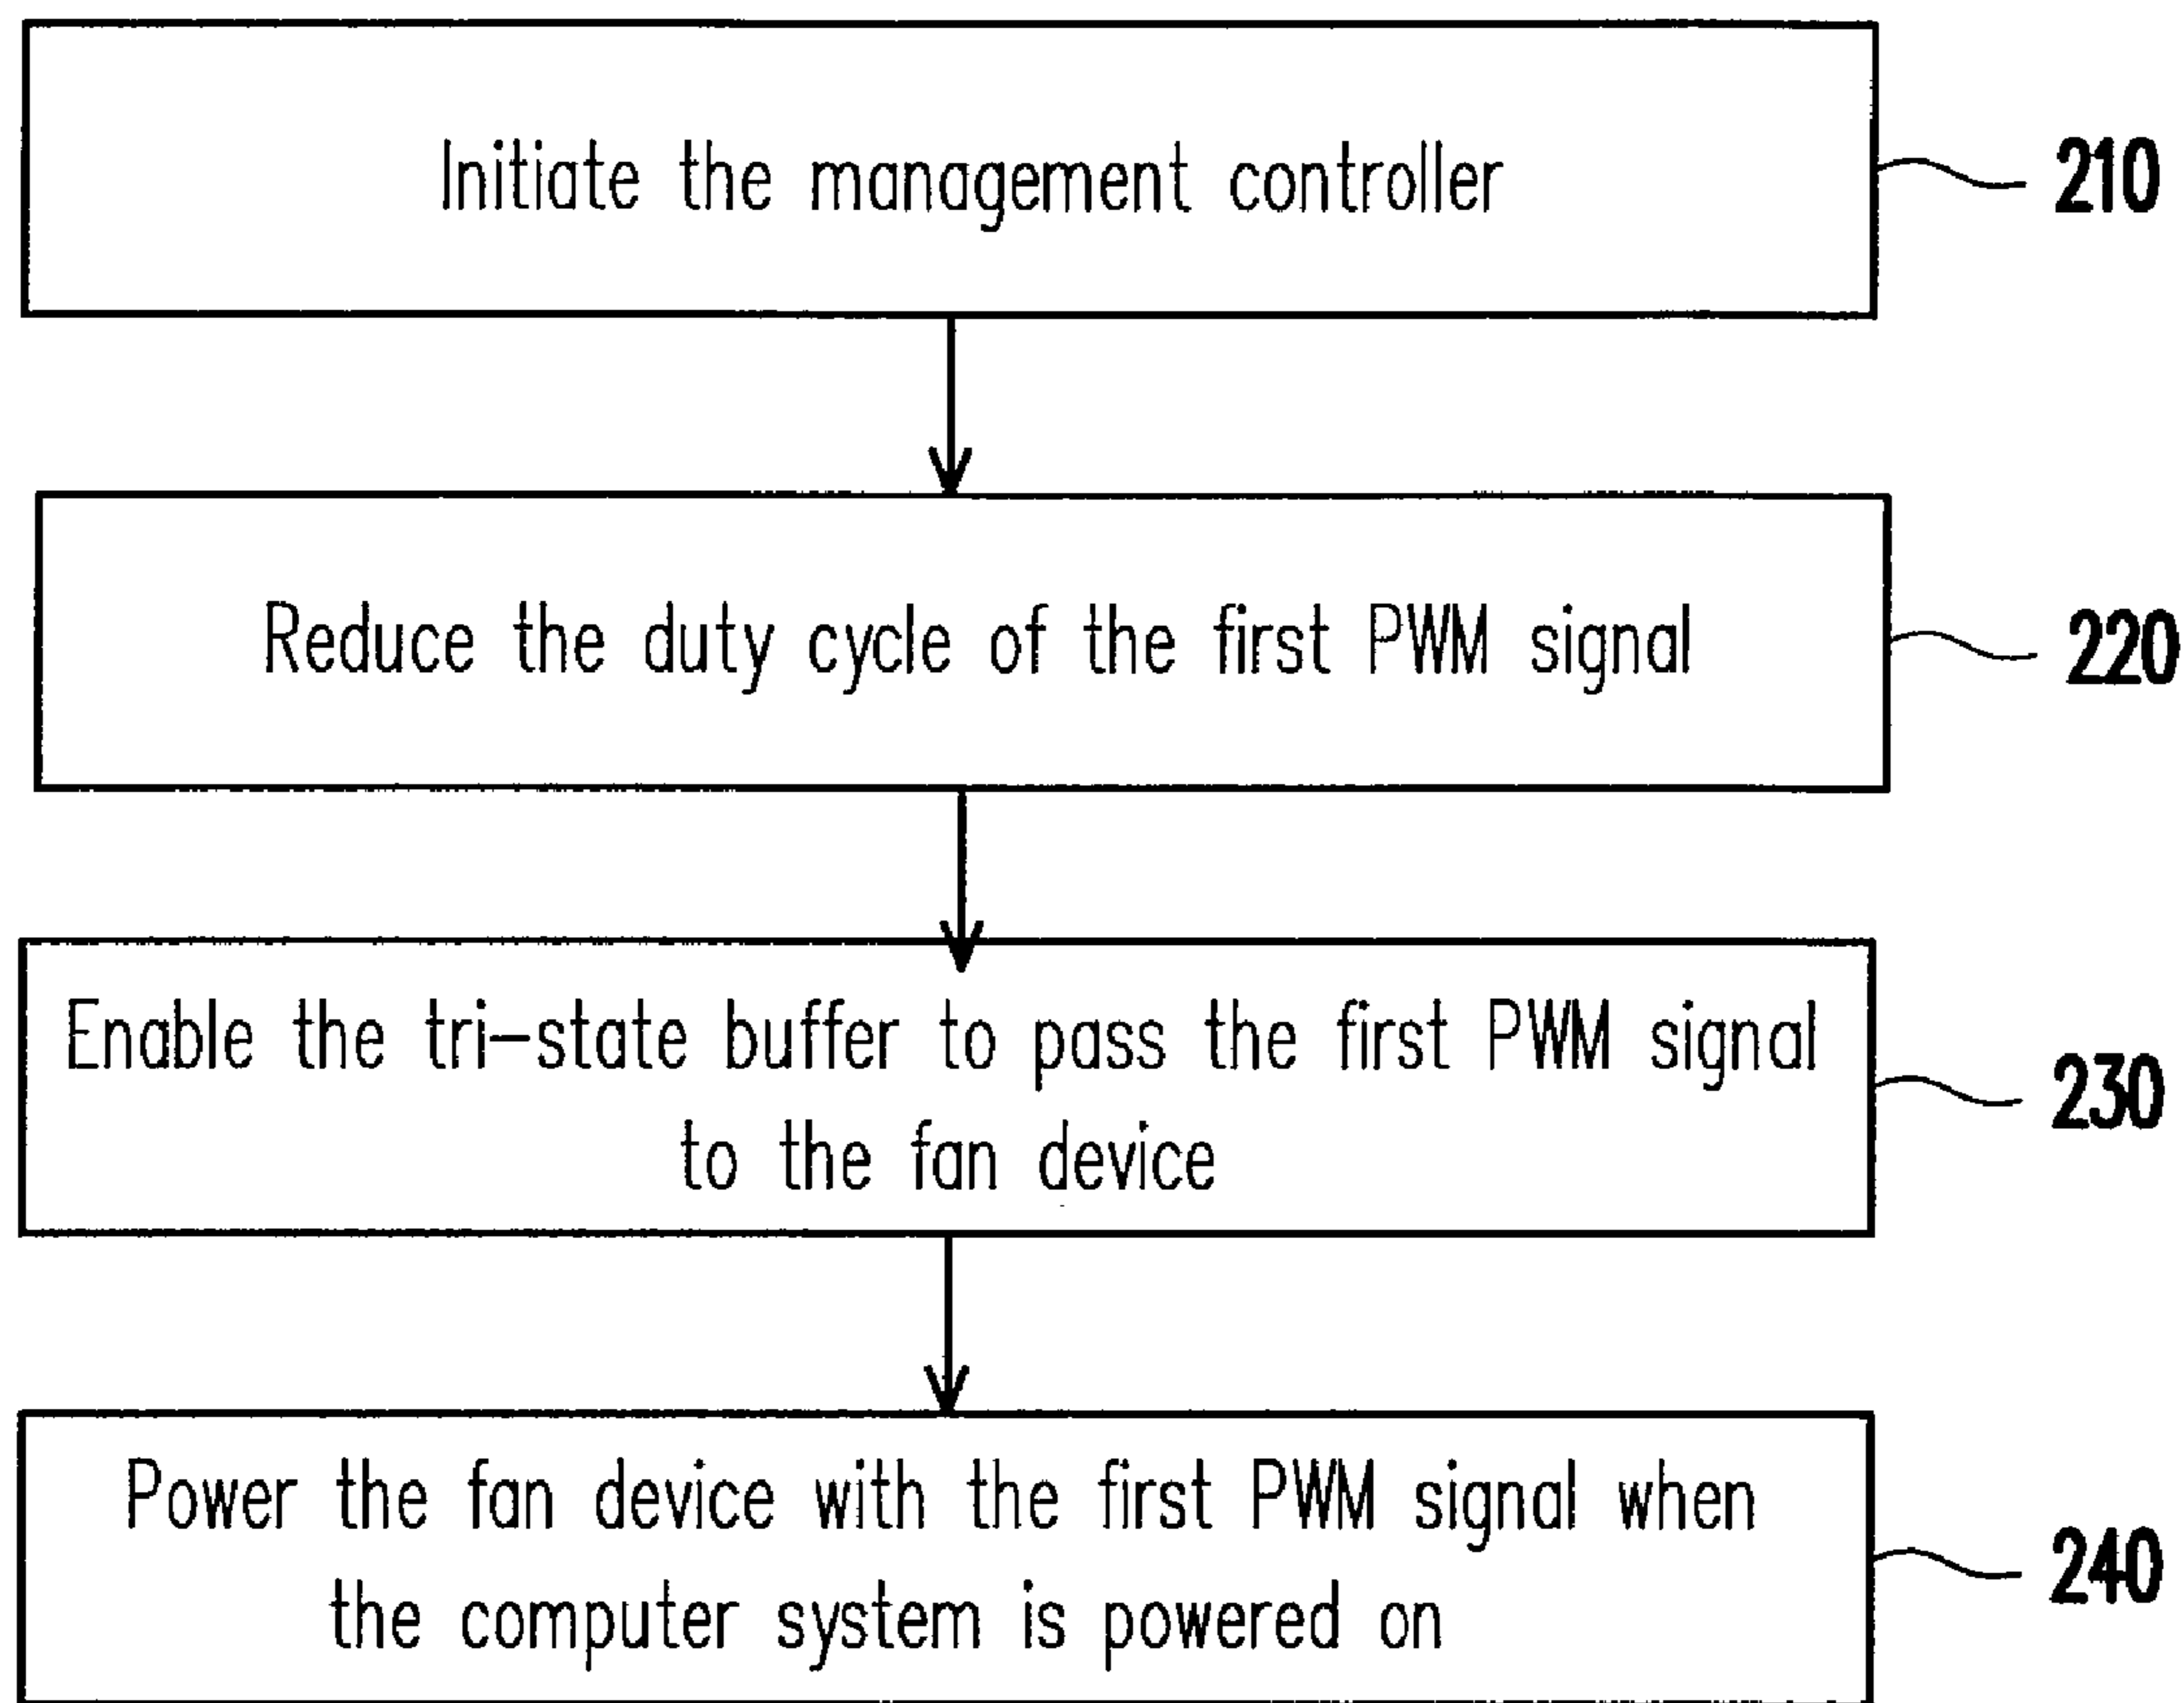 Initiate the management controller
210
Reduce the duty cycle of the first PWM signal
220
Enable the tri-state buffer to pass the first PWM signal
to the fan device
230
Power the fan device with the first PWM signal when
the computer system is powered on
240